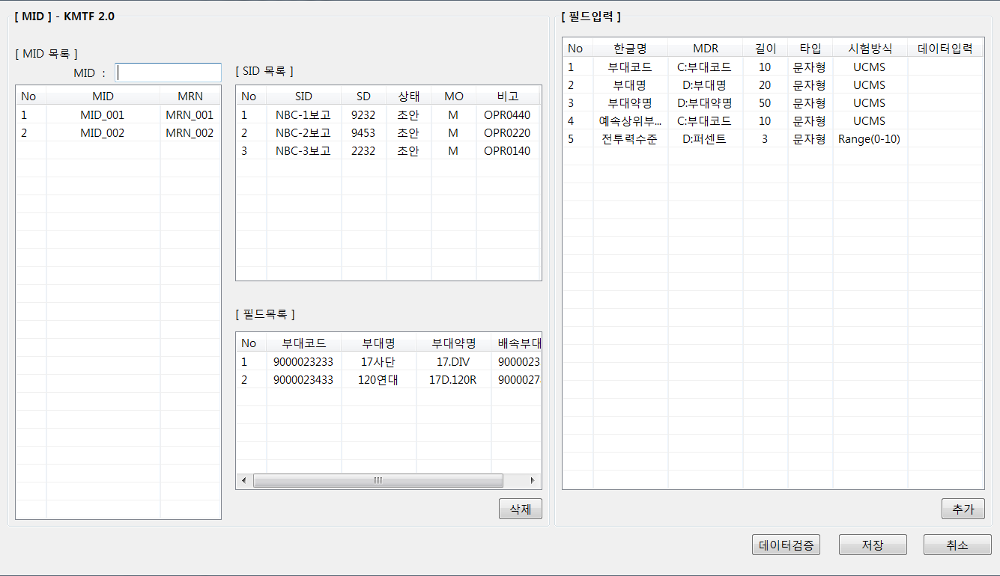 [ MID ] - KMTF 2.0
[ MID 목록 ]
MID :
No MID MRN
1 MID_001 MRN_001
2 MID_002 MRN_002
[ SID 목록 ]
No SID SD 상태 MO 비고
1 NBC-1보고 9232 초안 M OPR0440
2 NBC-2보고 9453 초안 M OPR0220
3 NBC-3보고 2232 초안 M OPR0140
[ 필드목록 ]
No 부대코드 부대명 부대약명 배속부대
1 9000023233 17사단 17.DIV 9000023
2 9000023433 120연대 17D.120R 9000027
삭제
[ 필드입력 ]
No 한글명 MDR 길이 타입 시험방식 데이터입력
1 부대코드 C:부대코드 10 문자형 UCMS
2 부대명 D:부대명 20 문자형 UCMS
3 부대약명 D:부대약명 50 문자형 UCMS
4 예속상위부... C:부대코드 10 문자형 UCMS
5 전투력수준 D:퍼센트 3 문자형 Range(0-10)
추가
데이터검증 저장 취소